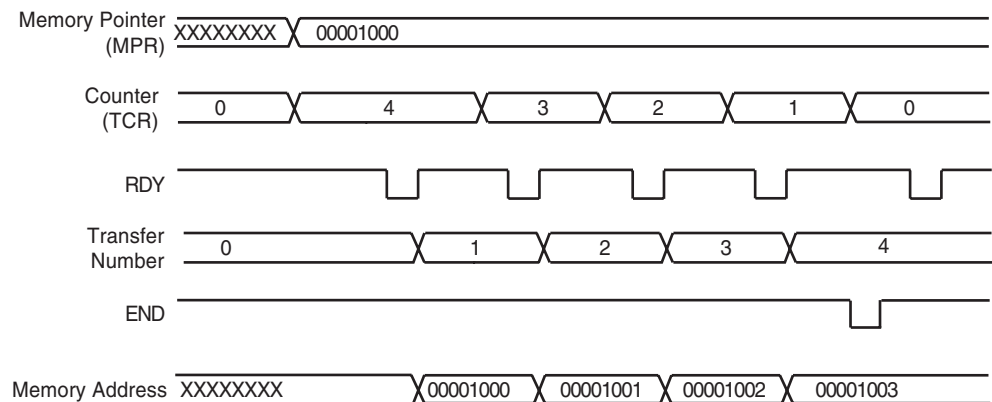 Memory Pointer
(MPR)
XXXXXXXX 00001000
Counter
(TCR)
0 4 3 2 1 0
RDY
Transfer
Number
0 1 2 3 4
END
Memory Address XXXXXXXX 00001000 00001001 00001002 00001003